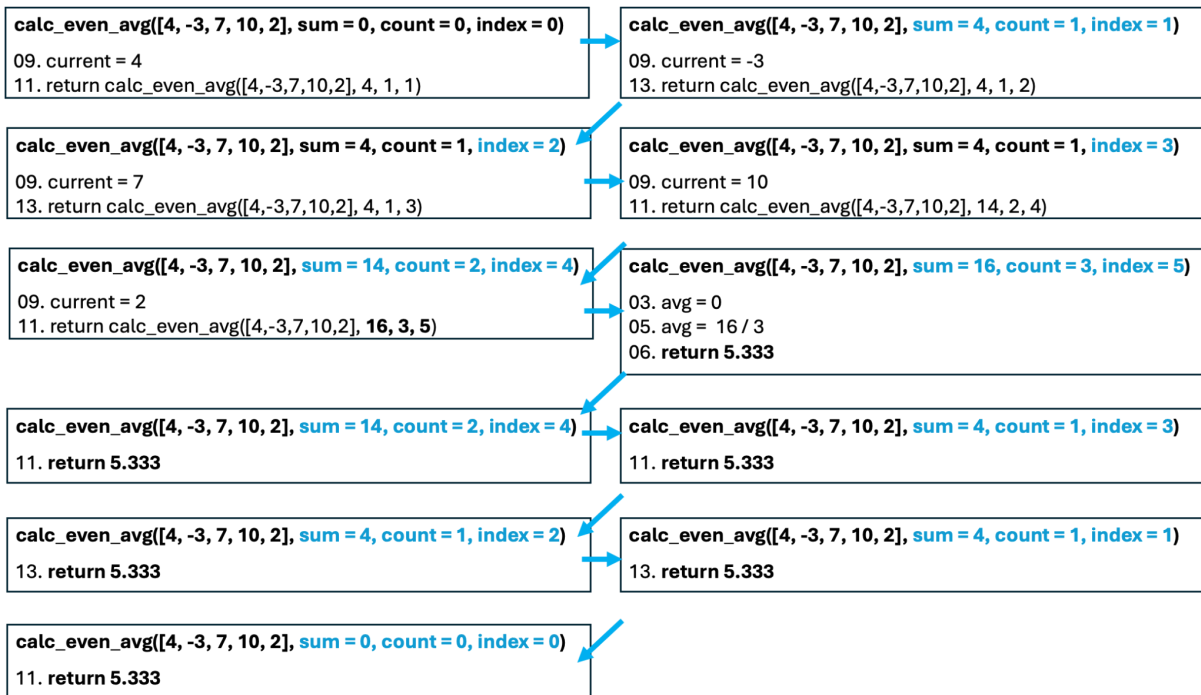 calc_even_avg([4, -3, 7, 10, 2], sum = 0, count = 0, index = 0)
09. current = 4
11. return calc_even_avg([4,-3,7,10,2], 4, 1, 1)
calc_even_avg([4, -3, 7, 10, 2], sum = 4, count = 1, index = 1)
09. current = -3
13. return calc_even_avg([4,-3,7,10,2], 4, 1, 2)
calc_even_avg([4, -3, 7, 10, 2], sum = 4, count = 1, index = 2)
09. current = 7
13. return calc_even_avg([4,-3,7,10,2], 4, 1, 3)
calc_even_avg([4, -3, 7, 10, 2], sum = 4, count = 1, index = 3)
09. current = 10
11. return calc_even_avg([4,-3,7,10,2], 14, 2, 4)
calc_even_avg([4, -3, 7, 10, 2], sum = 14, count = 2, index = 4)
09. current = 2
11. return calc_even_avg([4,-3,7,10,2], 16, 3, 5)
calc_even_avg([4, -3, 7, 10, 2], sum = 16, count = 3, index = 5)
03. avg = 0
05. avg = 16 / 3
06. return 5.333
calc_even_avg([4, -3, 7, 10, 2], sum = 14, count = 2, index = 4)
11. return 5.333
calc_even_avg([4, -3, 7, 10, 2], sum = 4, count = 1, index = 3)
11. return 5.333
calc_even_avg([4, -3, 7, 10, 2], sum = 4, count = 1, index = 2)
13. return 5.333
calc_even_avg([4, -3, 7, 10, 2], sum = 4, count = 1, index = 1)
13. return 5.333
calc_even_avg([4, -3, 7, 10, 2], sum = 0, count = 0, index = 0)
11. return 5.333